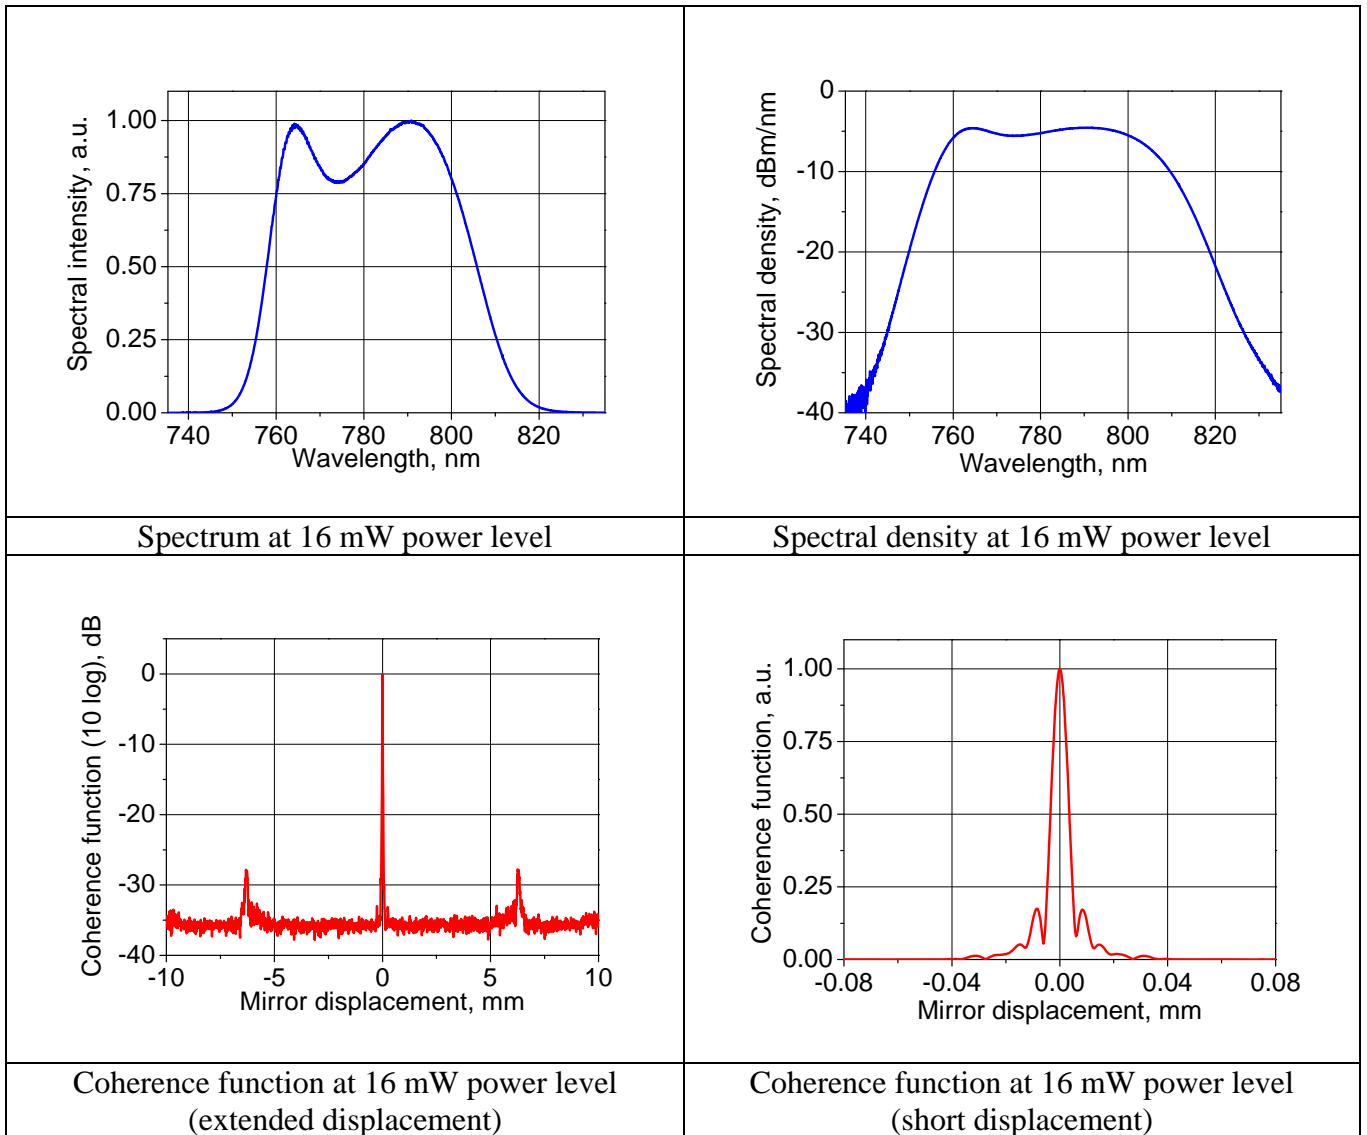 Spectral intensity, a.u.
1.00
0.75
0.50
0.25
0.00
740 760 780 800 820
Wavelength, nm
Spectrum at 16 mW power level
Spectral density, dBm/nm
0
-10
-20
-30
-40
740 760 780 800 820
Wavelength, nm
Spectral density at 16 mW power level
Coherence function (10 log), dB
0
-10
-20
-30
-40
-10 -5 0 5 10
Mirror displacement, mm
Coherence function at 16 mW power level
(extended displacement)
Coherence function, a.u.
1.00
0.75
0.50
0.25
0.00
-0.08 -0.04 0.00 0.04 0.08
Mirror displacement, mm
Coherence function at 16 mW power level
(short displacement)